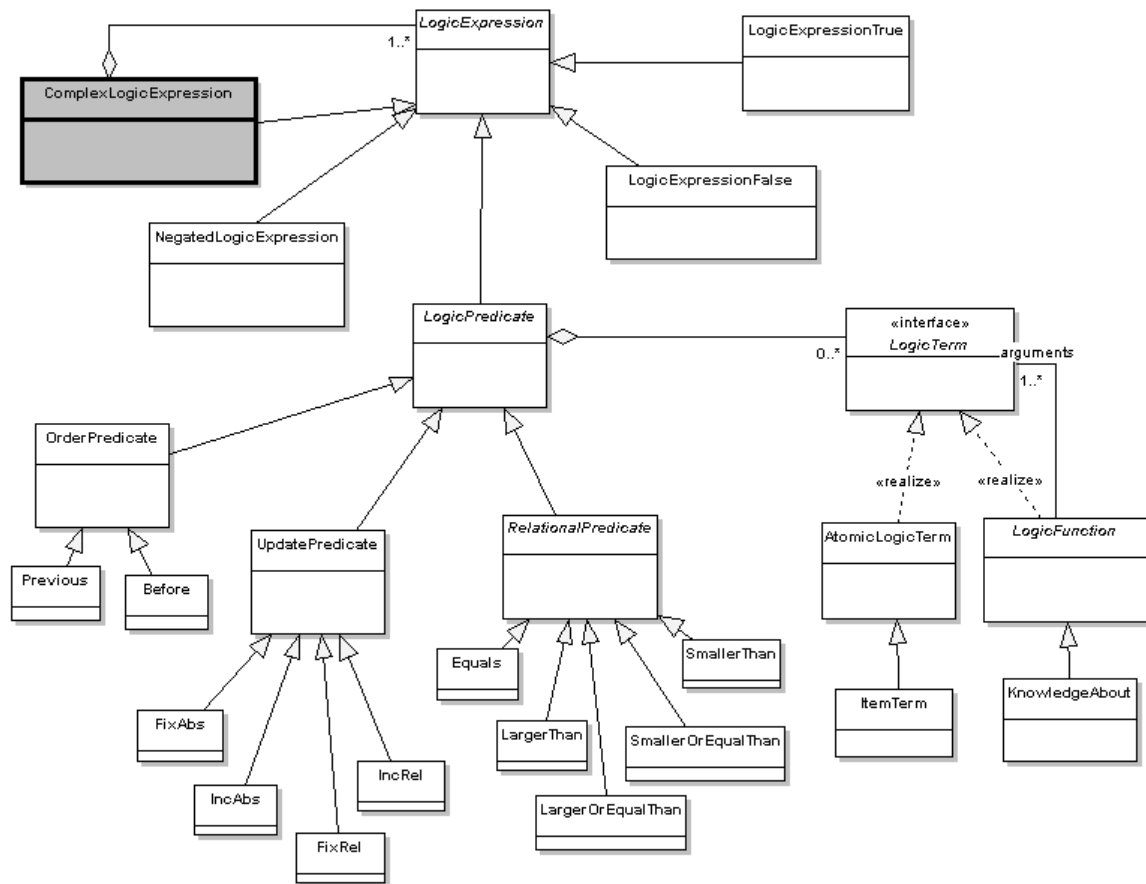 LogicExpression
LogicExpressionTrue
1..*
ComplexLogicExpression
LogicExpressionFalse
NegatedLogicExpression
LogicPredicate
«interface»
LogicTerm
0..*
arguments
1..*
OrderPredicate
«realize»
«realize»
Previous
Before
UpdatePredicate
RelationalPredicate
AtomicLogicTerm
LogicFunction
Equals
SmallerThan
FixAbs
IncAbs
FixRel
IncRel
LargerThan
LargerOrEqualThan
SmallerOrEqualThan
ItemTerm
KnowledgeAbout